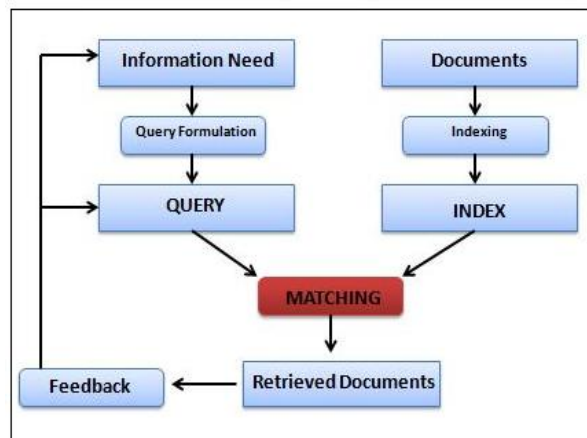 Information Need
Documents
Query Formulation
Indexing
QUERY
INDEX
MATCHING
Retrieved Documents
Feedback